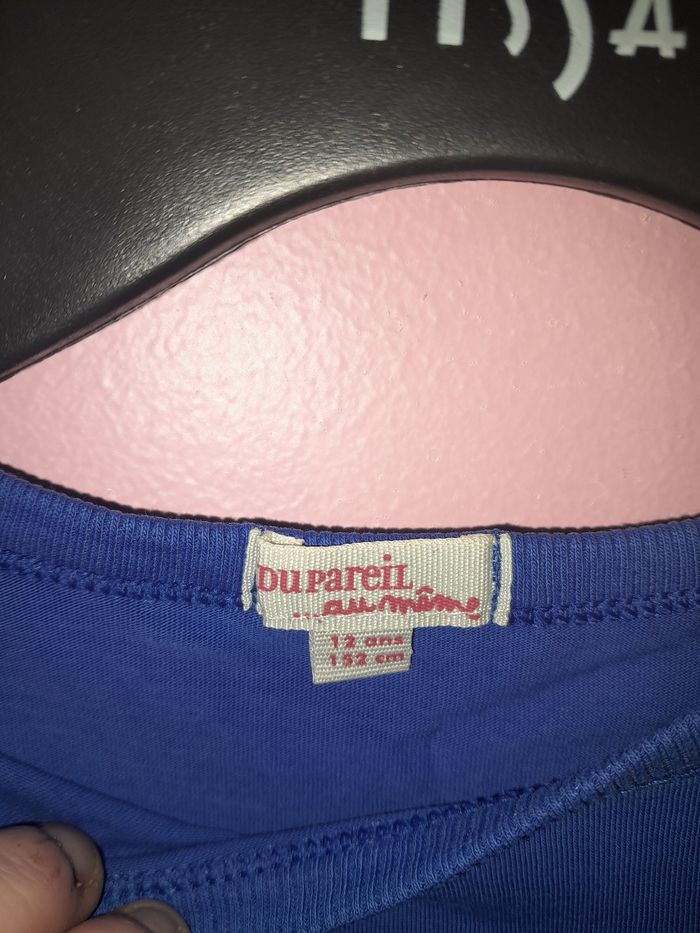 DU PAREIL
...au même
12 ans
152 cm